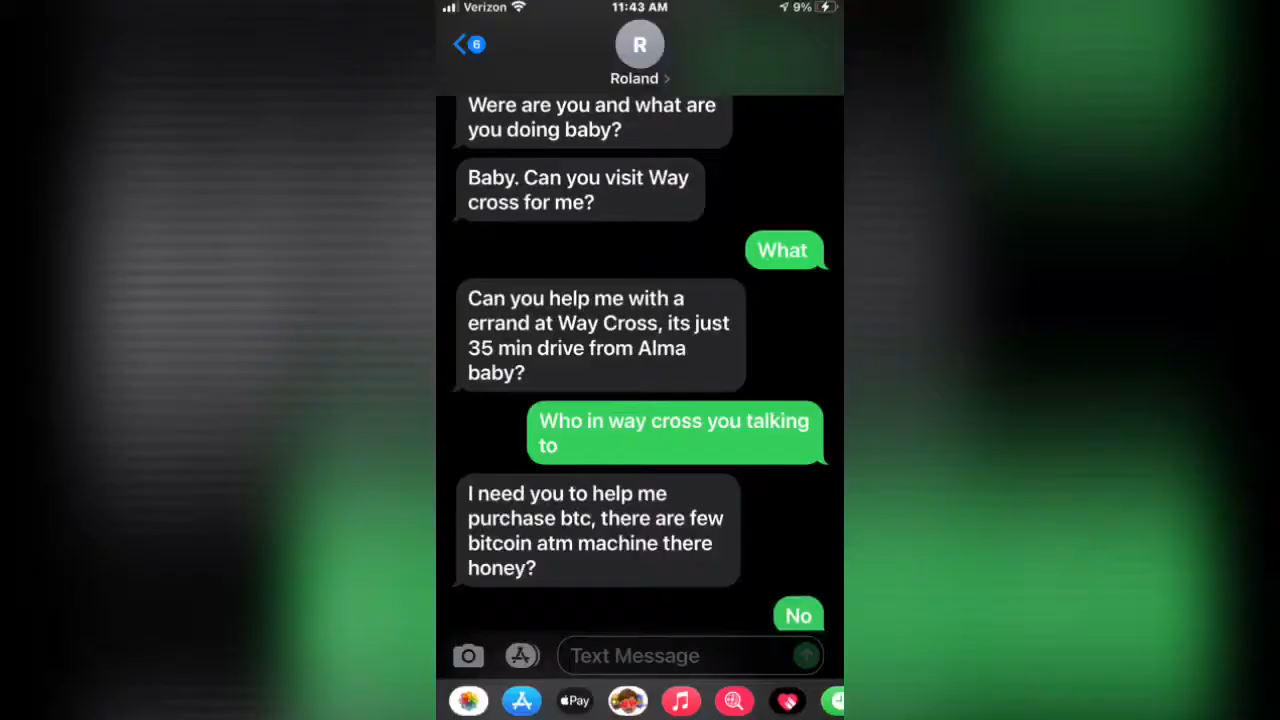 Verizon 11:43 AM 9%
6
R
Roland
Were are you and what are
you doing baby?
Baby. Can you visit Way
cross for me?
What
Can you help me with a
errand at Way Cross, its just
35 min drive from Alma
baby?
Who in way cross you talking
to
I need you to help me
purchase btc, there are few
bitcoin atm machine there
honey?
No
Text Message
Pay